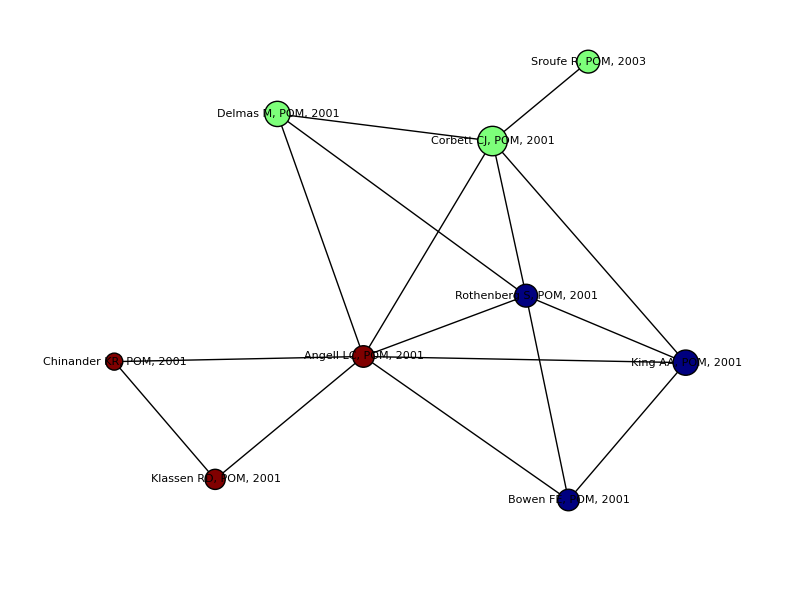 Sroufe R, POM, 2003
Delmas M, POM, 2001
Corbett CJ, POM, 2001
Rothenberg S, POM, 2001
Angell LC, POM, 2001
Chinander KR, POM, 2001
King AA, POM, 2001
Klassen RD, POM, 2001
Bowen FE, POM, 2001